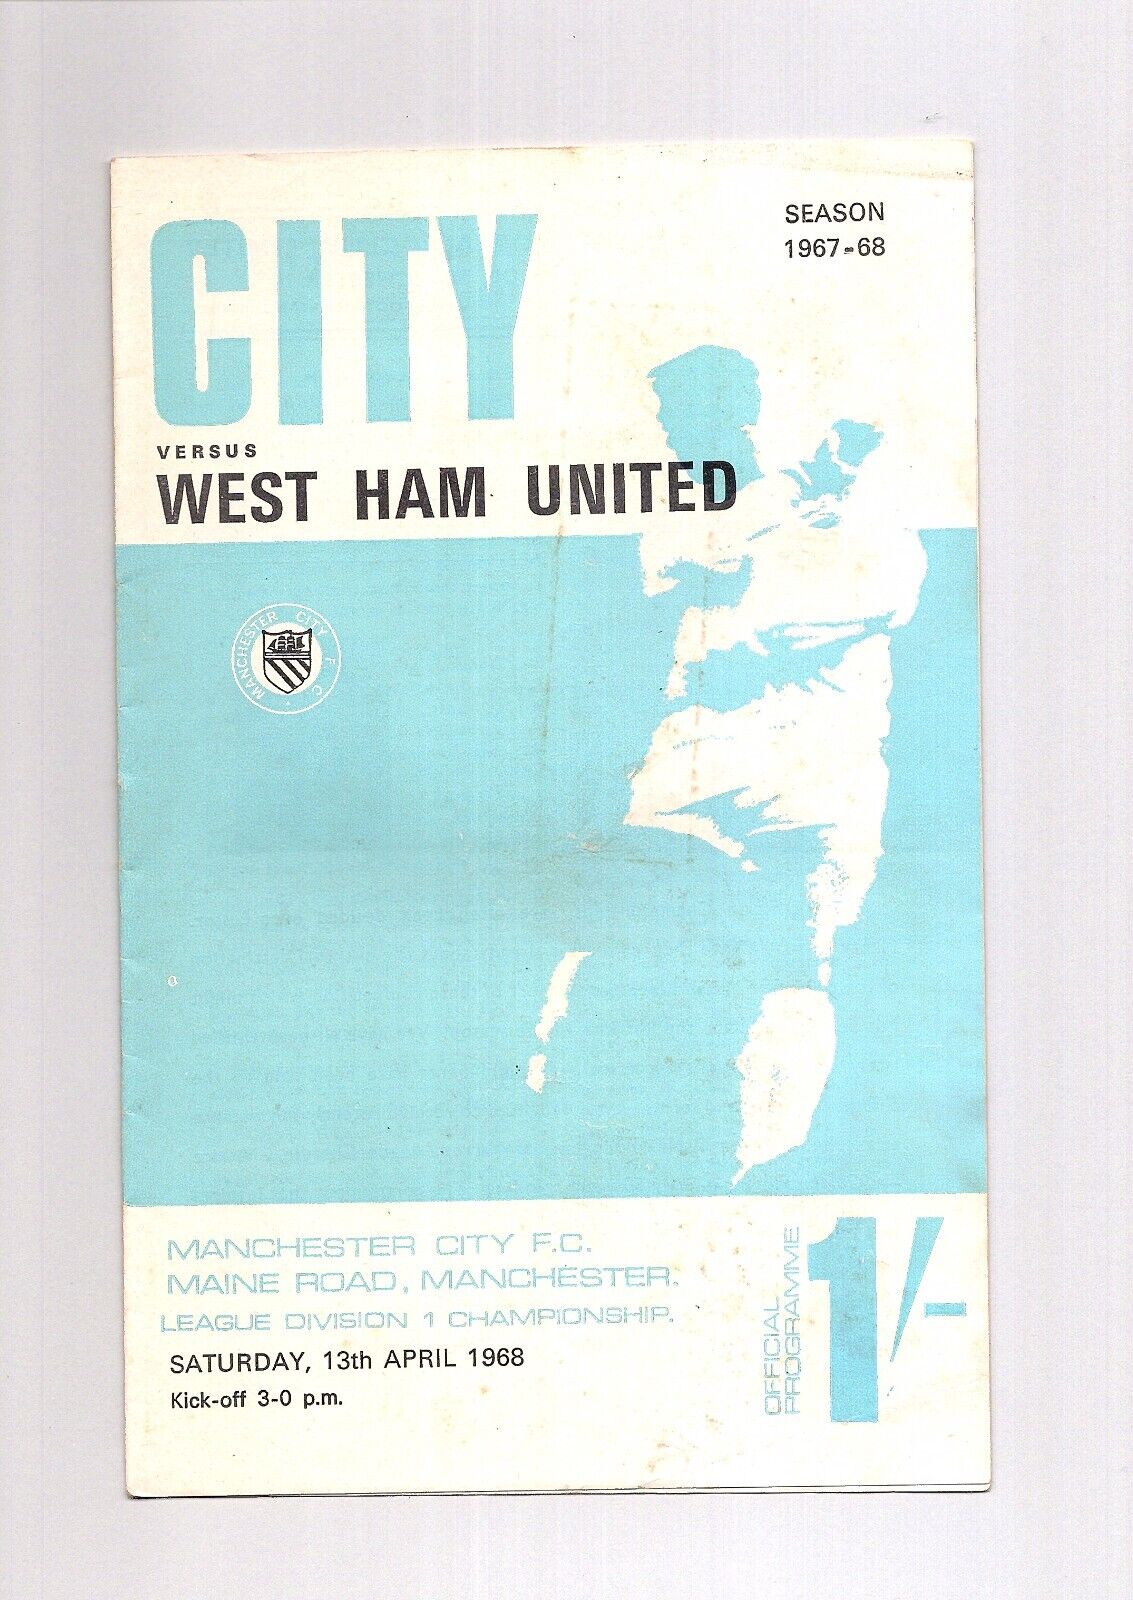 CITY
SEASON
1967-68
VERSUS
WEST HAM UNITED
MANCHESTER CITY F. C.
MANCHESTER CITY F.C.
MAINE ROAD, MANCHESTER.
LEAGUE DIVISION 1 CHAMPIONSHIP.
SATURDAY, 13th APRIL 1968
Kick-off 3-0 p.m.
OFFICIAL
PROGRAMME
1/-